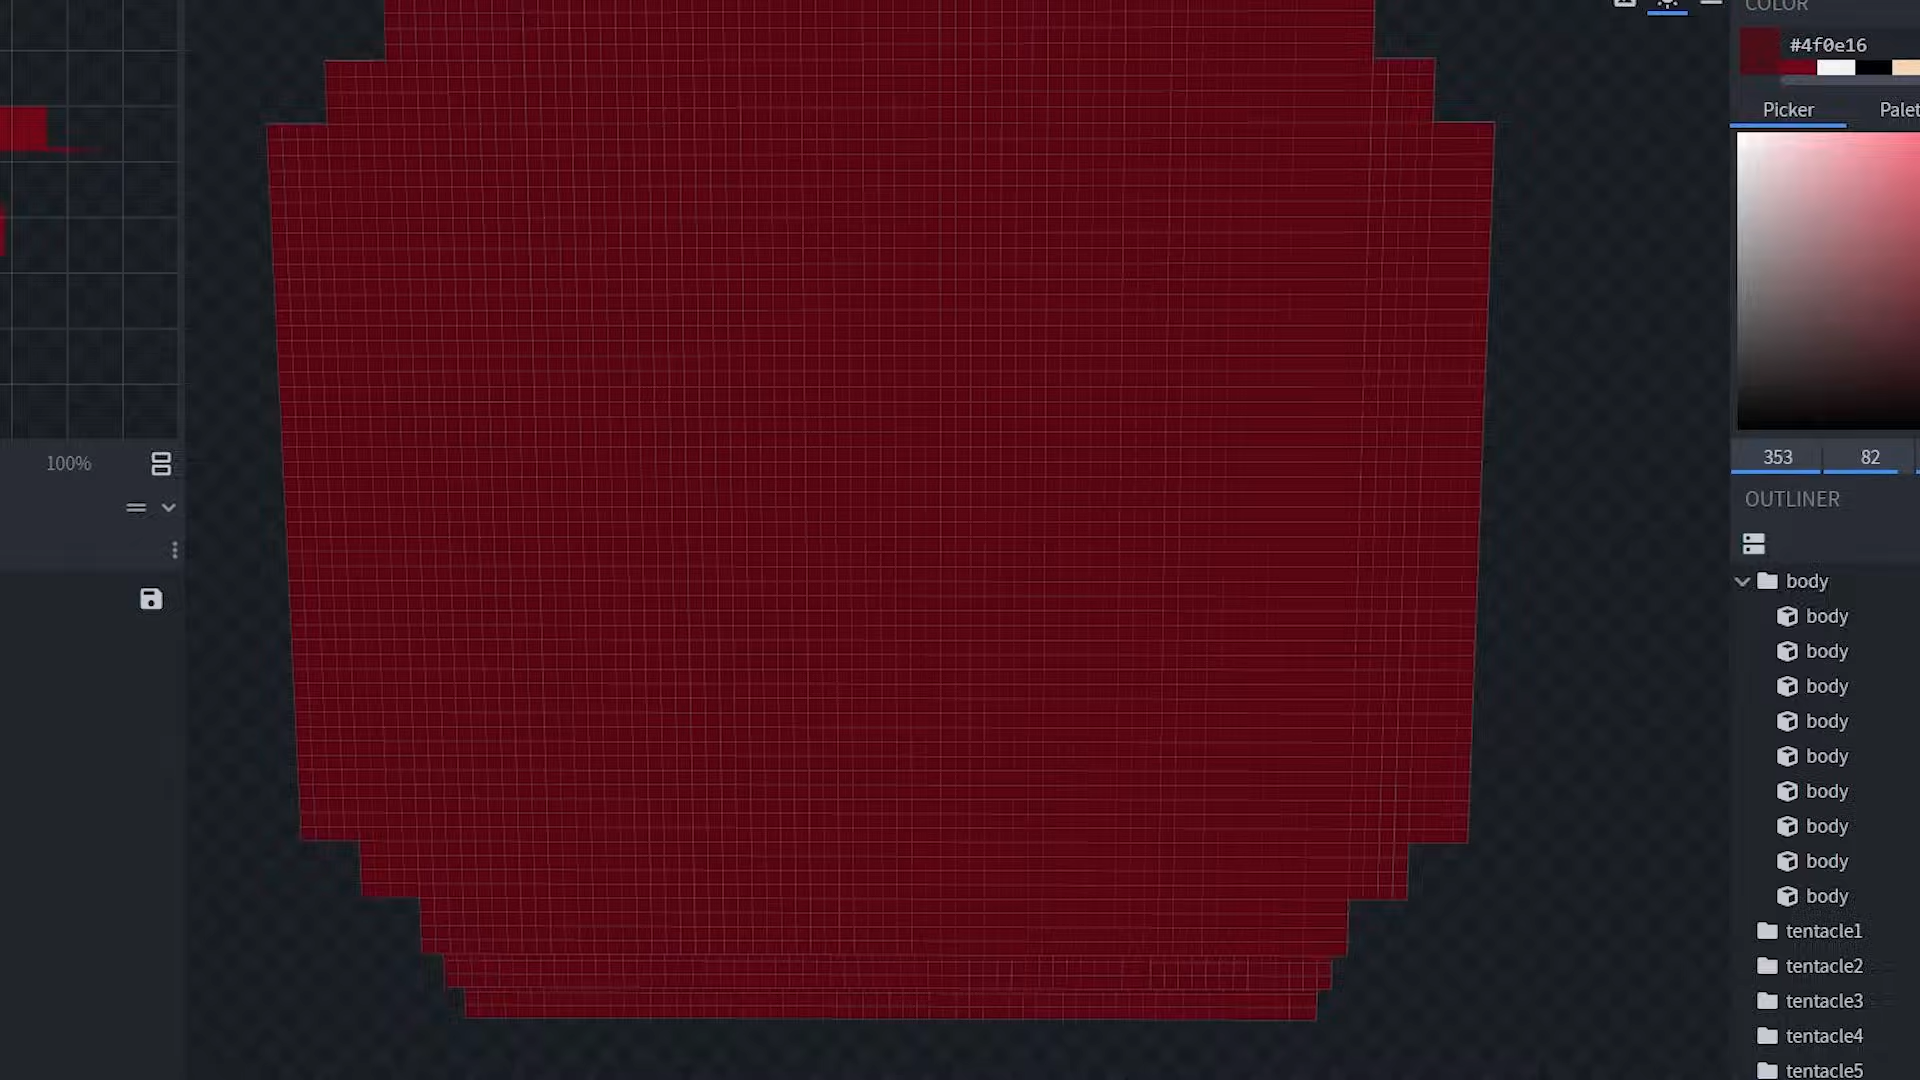 COLOR
#4f0e16
Picker
Palet
100%
353
82
OUTLINER
body
body
body
body
body
body
body
body
body
body
tentacle1
tentacle2
tentacle3
tentacle4
tentacle5